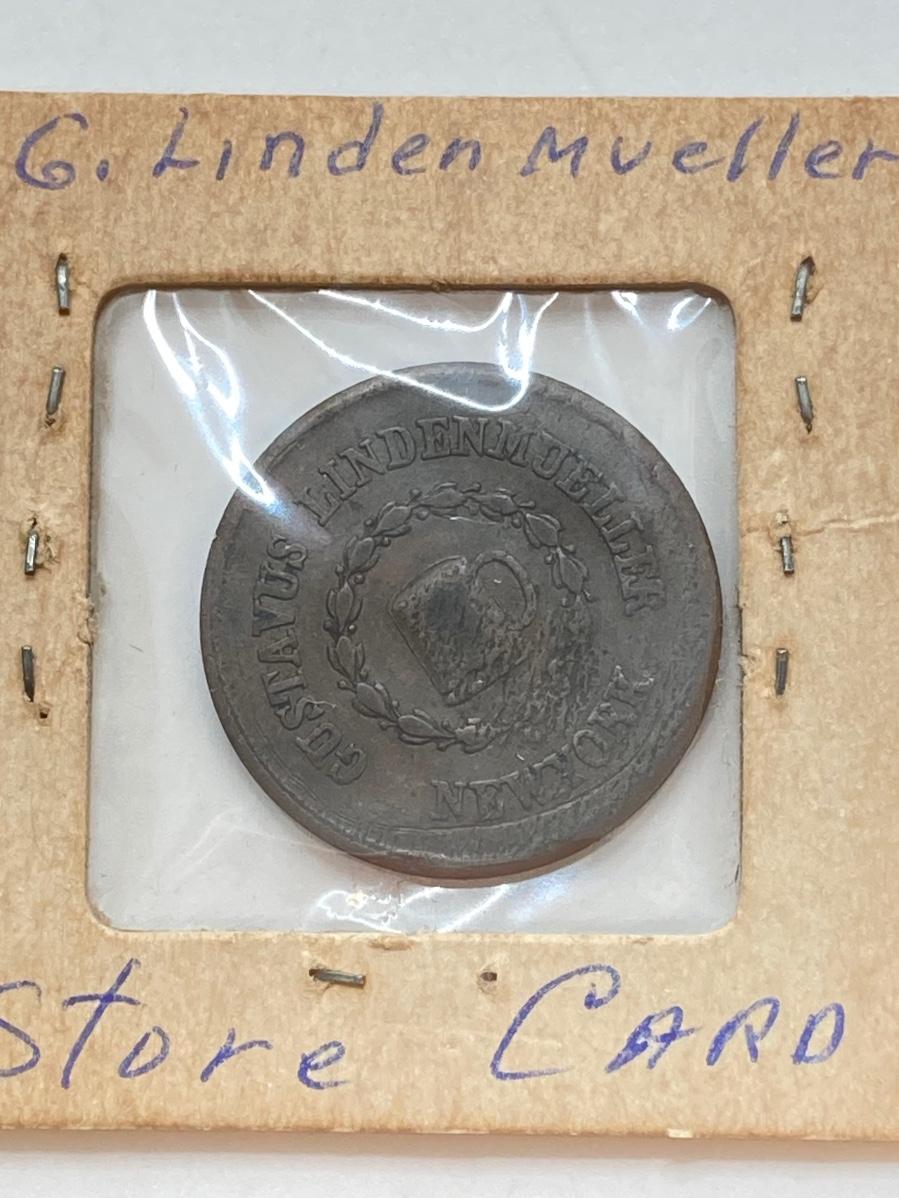 G. Linden Mueller
GUSTAVUS LINDENMUELLER
NEW YORK
Store CARD